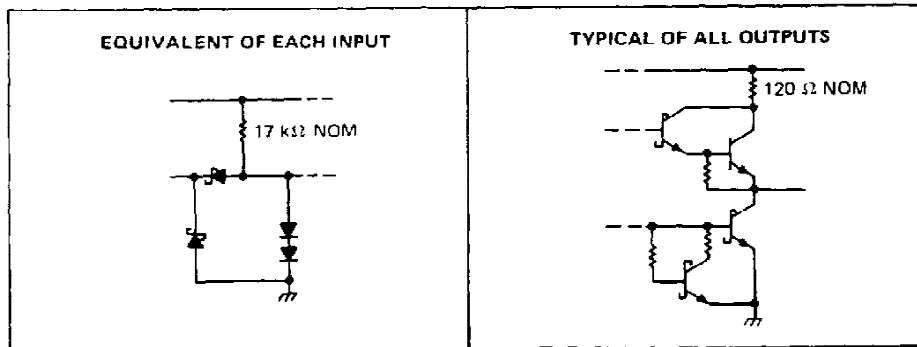 EQUIVALENT OF EACH INPUT
17 kΩ NOM
TYPICAL OF ALL OUTPUTS
120 Ω NOM